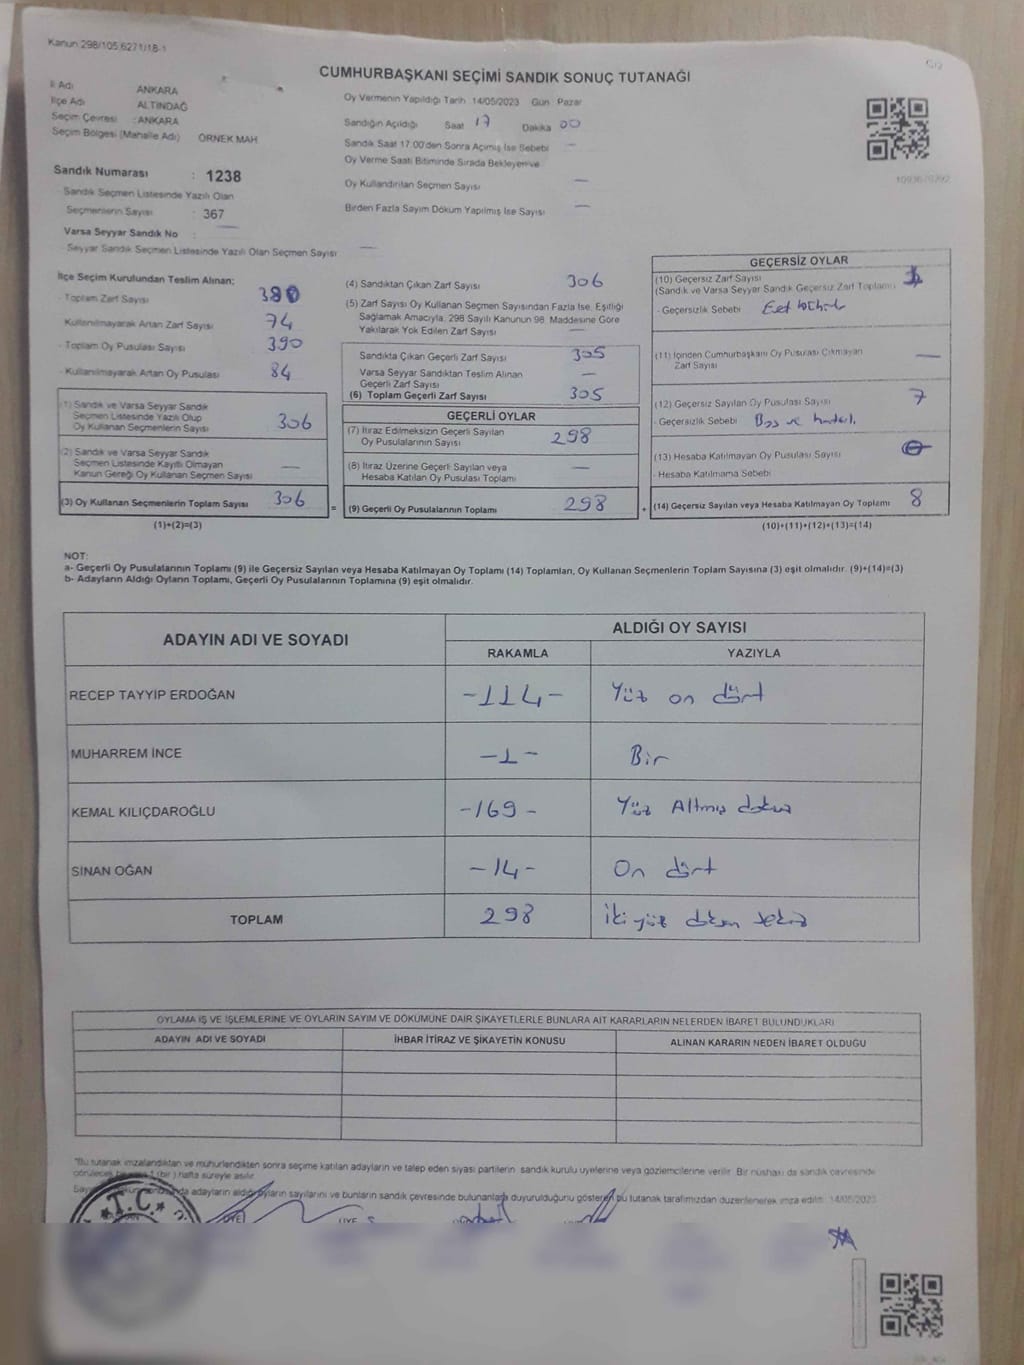 Kanun 298/105,6271/18-1
CUMHURBAŞKANI SEÇİMİ SANDIK SONUÇ TUTANAĞI
İl Adı ANKARA
İlçe Adı ALTINDAĞ
Seçim Çevresi : ANKARA
Seçim Bölgesi (Mahalle Adı) ÖRNEK MAH
Sandık Numarası : 1238
- Sandık Seçmen Listesinde Yazılı Olan
Seçmenlerin Sayısı : 367
Varsa Seyyar Sandık No —
- Seyyar Sandık Seçmen Listesinde Yazılı Olan Seçmen Sayısı —
Oy Vermenin Yapıldığı Tarih 14/05/2023 Gün Pazar
Sandığın Açıldığı Saat 17 Dakika 00
Sandık Saat 17.00'den Sonra Açılmış İse Sebebi —
Oy Verme Saati Bitiminde Sırada Bekleyen ve
Oy Kullandırılan Seçmen Sayısı —
Birden Fazla Sayım Döküm Yapılmış İse Sayısı —
İlçe Seçim Kurulundan Teslim Alınan;
- Toplam Zarf Sayısı 380
- Kullanılmayarak Artan Zarf Sayısı 74
- Toplam Oy Pusulası Sayısı 390
- Kullanılmayarak Artan Oy Pusulası 84
(1) Sandık ve Varsa Seyyar Sandık
Seçmen Listesinde Yazılı Olup
Oy Kullanan Seçmenlerin Sayısı 306
(2) Sandık ve Varsa Seyyar Sandık
Seçmen Listesinde Kayıtlı Olmayan
Kanun Gereği Oy Kullanan Seçmen Sayısı —
(3) Oy Kullanan Seçmenlerin Toplam Sayısı 306
(1)+(2)=(3)
(4) Sandıktan Çıkan Zarf Sayısı 306
(5) Zarf Sayısı Oy Kullanan Seçmen Sayısından Fazla İse, Eşitliği
Sağlamak Amacıyla; 298 Sayılı Kanunun 98. Maddesine Göre
Yakılarak Yok Edilen Zarf Sayısı —
Sandıkta Çıkan Geçerli Zarf Sayısı 305
Varsa Seyyar Sandıktan Teslim Alınan
Geçerli Zarf Sayısı —
(6) Toplam Geçerli Zarf Sayısı 305
GEÇERLİ OYLAR
(7) İtiraz Edilmeksizin Geçerli Sayılan
Oy Pusulalarının Sayısı 298
(8) İtiraz Üzerine Geçerli Sayılan veya
Hesaba Katılan Oy Pusulası Toplamı —
= (9) Geçerli Oy Pusulalarının Toplamı 298
GEÇERSİZ OYLAR
(10) Geçersiz Zarf Sayısı
(Sandık ve Varsa Seyyar Sandık Geçersiz Zarf Toplamı)
- Geçersizlik Sebebi
(11) İçinden Cumhurbaşkanı Oy Pusulası Çıkmayan
Zarf Sayısı —
(12) Geçersiz Sayılan Oy Pusulası Sayısı 7
- Geçersizlik Sebebi Boş ve hatalı.
(13) Hesaba Katılmayan Oy Pusulası Sayısı
- Hesaba Katılmama Sebebi
+ (14) Geçersiz Sayılan veya Hesaba Katılmayan Oy Toplamı 8
(10)+(11)+(12)+(13)=(14)
NOT:
a- Geçerli Oy Pusulalarının Toplamı (9) ile Geçersiz Sayılan veya Hesaba Katılmayan Oy Toplamı (14) Toplamları, Oy Kullanan Seçmenlerin Toplam Sayısına (3) eşit olmalıdır. (9)+(14)=(3)
b- Adayların Aldığı Oyların Toplamı, Geçerli Oy Pusulalarının Toplamına (9) eşit olmalıdır.
ADAYIN ADI VE SOYADI ALDIĞI OY SAYISI
RAKAMLA YAZIYLA
RECEP TAYYİP ERDOĞAN -114- Yüz on dört
MUHARREM İNCE -1- Bir
KEMAL KILIÇDAROĞLU -169- Yüz Altmış dokuz
SİNAN OĞAN -14- On dört
TOPLAM 298 İki yüz doksan sekiz
OYLAMA İŞ VE İŞLEMLERİNE VE OYLARIN SAYIM VE DÖKÜMÜNE DAİR ŞİKAYETLERLE BUNLARA AİT KARARLARIN NELERDEN İBARET BULUNDUKLARI
ADAYIN ADI VE SOYADI İHBAR İTİRAZ VE ŞİKAYETİN KONUSU ALINAN KARARIN NEDEN İBARET OLDUĞU
"Bu tutanak imzalandıktan ve mühürlendikten sonra seçime katılan adayların ve talep eden siyasi partilerin sandık kurulu üyelerine veya gözlemcilerine verilir. Bir nüshası da sandık çevresinde
görülecek bir 1 (bir) hafta süreyle asılır.
adayların aldığı oyların sayılarını ve bunların sandık çevresinde bulunanlara duyurulduğunu gösteren bu tutanak tarafımızdan düzenlenerek imza edildi. 14/05/2023
T.C.
ÜYE ÜYE